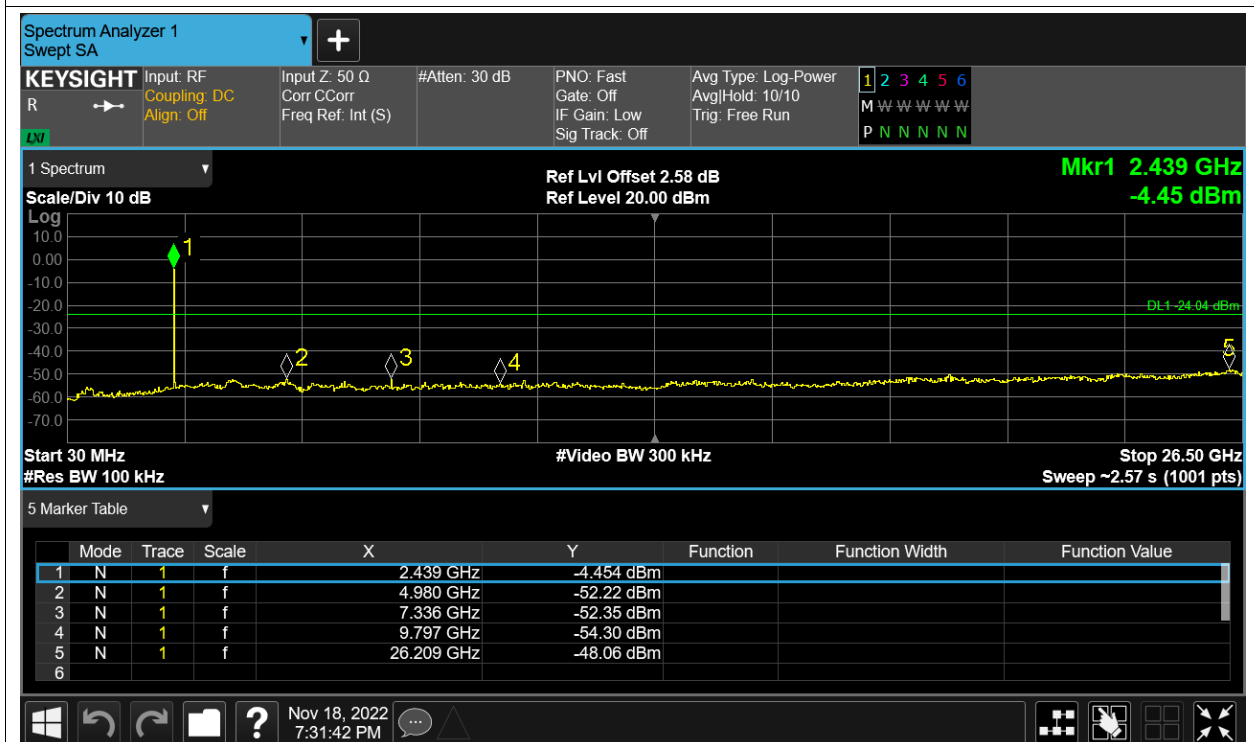 Spectrum Analyzer 1
Swept SA
+
KEYSIGHT Input: RF Input Z: 50 Ω #Atten: 30 dB PNO: Fast Avg Type: Log-Power 1 2 3 4 5 6
R Coupling: DC Corr CCorr Gate: Off Avg|Hold: 10/10 M W W W W W
Align: Off Freq Ref: Int (S) IF Gain: Low Trig: Free Run
LXI Sig Track: Off P N N N N N
1 Spectrum Ref Lvl Offset 2.58 dB Mkr1 2.439 GHz
Scale/Div 10 dB Ref Level 20.00 dBm -4.45 dBm
Log
10.0 1
0.00
-10.0
-20.0 DL1 -24.04 dBm
-30.0
-40.0 2 3 4 5
-50.0
-60.0
-70.0
Start 30 MHz #Video BW 300 kHz Stop 26.50 GHz
#Res BW 100 kHz Sweep ~2.57 s (1001 pts)
5 Marker Table
Mode Trace Scale X Y Function Function Width Function Value
1 N 1 f 2.439 GHz -4.454 dBm
2 N 1 f 4.980 GHz -52.22 dBm
3 N 1 f 7.336 GHz -52.35 dBm
4 N 1 f 9.797 GHz -54.30 dBm
5 N 1 f 26.209 GHz -48.06 dBm
6
? Nov 18, 2022
7:31:42 PM